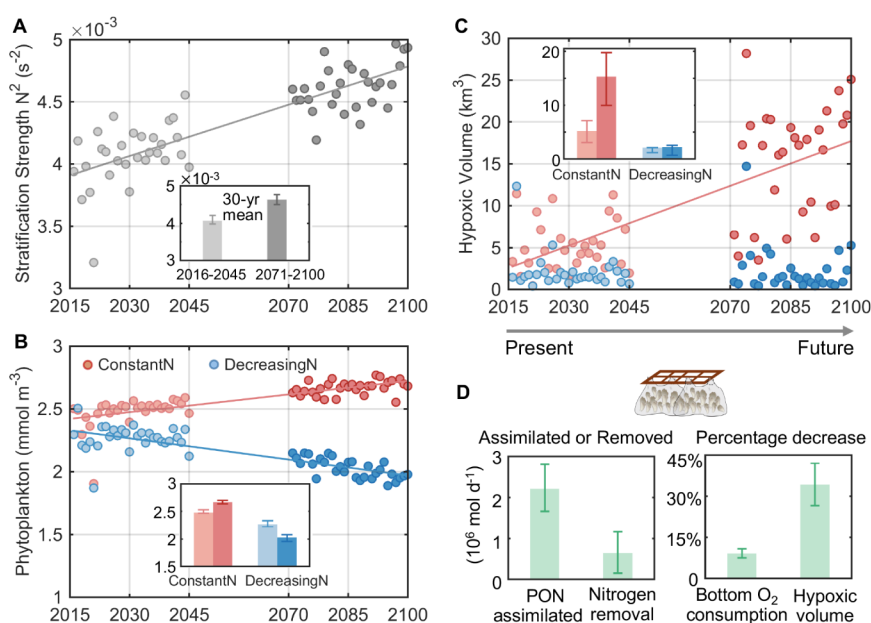 A
×10⁻³
Stratification Strength N² (s⁻²)
5
4.5
4
3.5
3
×10⁻³
5
4
3
30-yr
mean
2016-2045
2071-2100
2015 2030 2045 2070 2085 2100
B
Phytoplankton (mmol m⁻³)
3
2.5
2
1.5
1
ConstantN
DecreasingN
3
2.5
2
1.5
ConstantN
DecreasingN
2015 2030 2045 2070 2085 2100
C
Hypoxic Volume (km³)
30
25
20
15
10
5
0
20
10
0
ConstantN
DecreasingN
2015 2030 2045 2070 2085 2100
Present
Future
D
Assimilated or Removed
(10⁶ mol d⁻¹)
3
2
1
0
PON
assimilated
Nitrogen
removal
Percentage decrease
45%
30%
15%
0
Bottom O₂
consumption
Hypoxic
volume